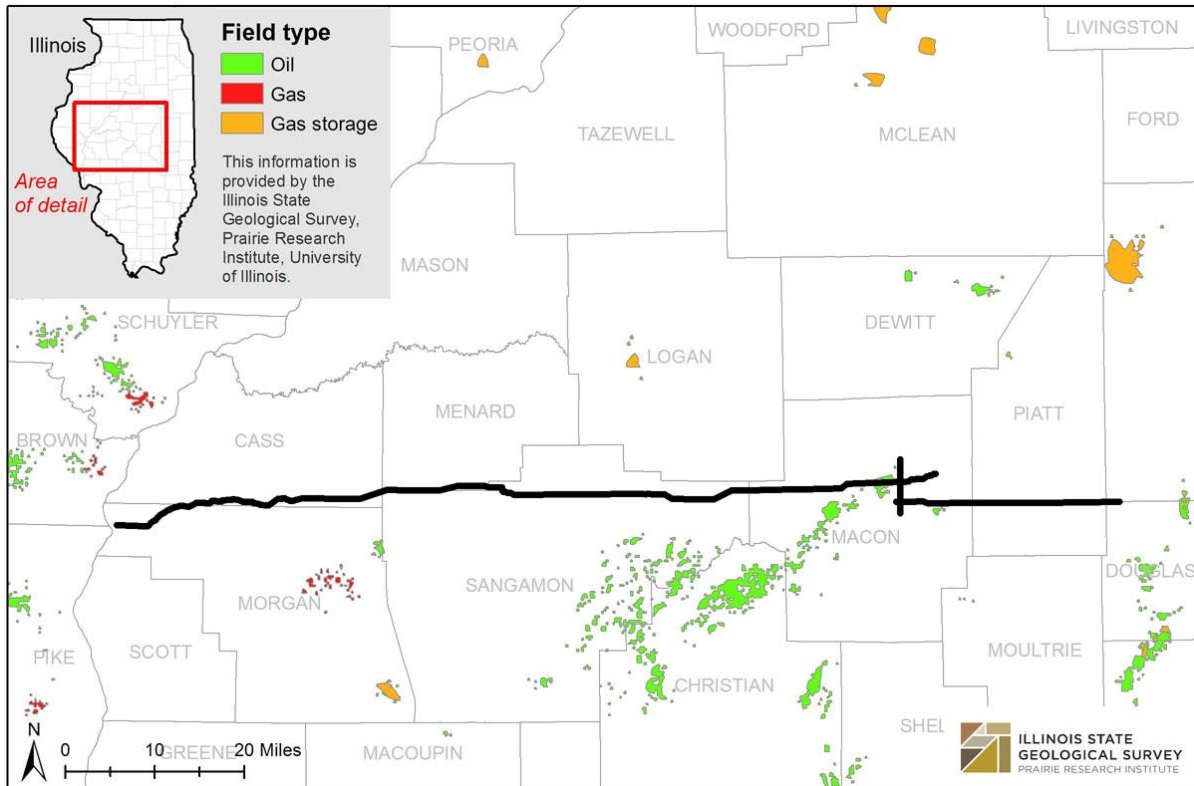 Illinois
Area
of detail
Field type
Oil
Gas
Gas storage
This information is
provided by the
Illinois State
Geological Survey,
Prairie Research
Institute, University
of Illinois.
PEORIA
WOODFORD
LIVINGSTON
TAZEWELL
MCLEAN
FORD
MASON
SCHUYLER
LOGAN
DEWITT
MENARD
PIATT
BROWN
CASS
MACON
SANGAMON
MORGAN
DOUGLAS
PIKE
SCOTT
MOULTRIE
CHRISTIAN
SHEL
GREENE
MACOUPIN
N
0 10 20 Miles
ILLINOIS STATE
GEOLOGICAL SURVEY
PRAIRIE RESEARCH INSTITUTE